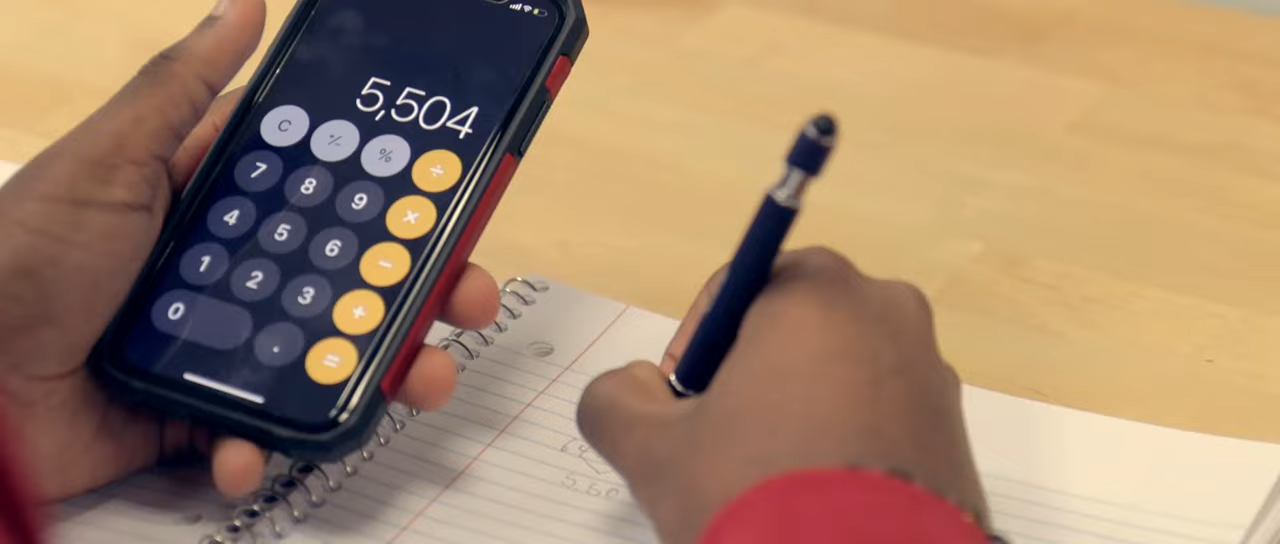 5,504
C +/- % ÷
7 8 9 ×
4 5 6 −
1 2 3 +
0 . =